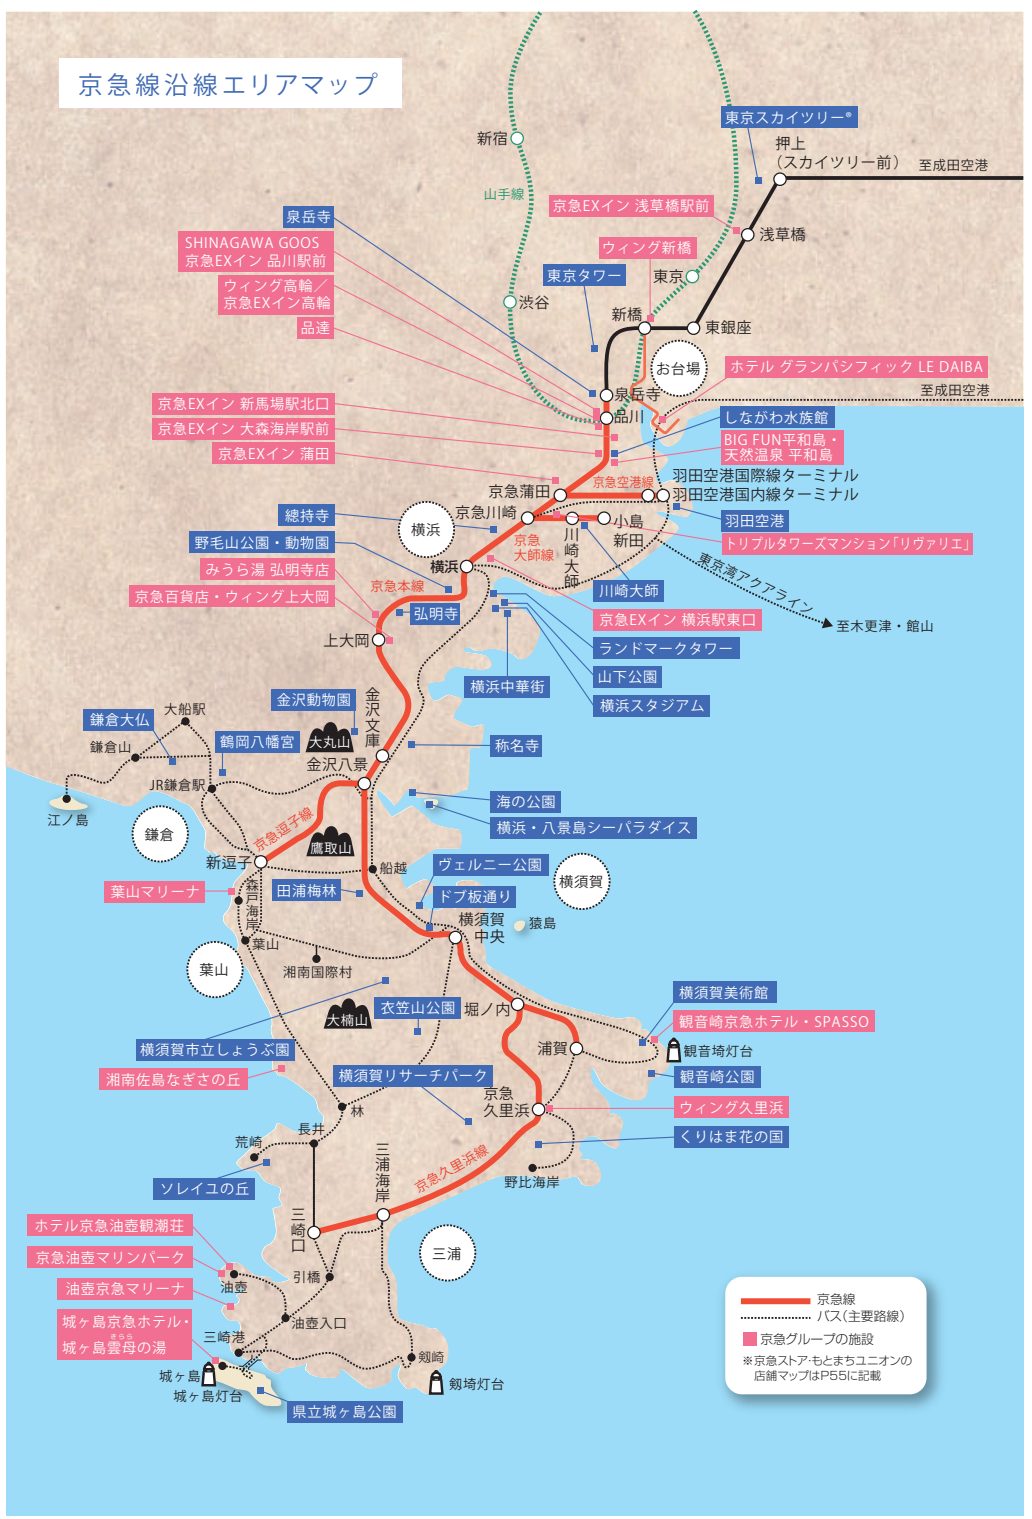 京急線沿線エリアマップ
東京スカイツリー®
押上
（スカイツリー前）
至成田空港
新宿
山手線
京急EXイン 浅草橋駅前
浅草橋
泉岳寺
SHINAGAWA GOOS
京急EXイン 品川駅前
ウィング新橋
東京タワー
東京
ウィング高輪／
京急EXイン高輪
渋谷
新橋
東銀座
品達
お台場
ホテル グランパシフィック LE DAIBA
至成田空港
泉岳寺
京急EXイン 新馬場駅北口
品川
しながわ水族館
京急EXイン 大森海岸駅前
BIG FUN平和島・
天然温泉 平和島
京急EXイン 蒲田
京急空港線
羽田空港国際線ターミナル
京急蒲田
羽田空港国内線ターミナル
總持寺
横浜
京急川崎
小島
新田
羽田空港
野毛山公園・動物園
京急
大師線
川崎大師
トリプルタワーズマンション「リヴァリエ」
みうら湯 弘明寺店
横浜
東京湾アクアライン
京急本線
京急百貨店・ウィング上大岡
川崎大師
弘明寺
京急EXイン 横浜駅東口
至木更津・館山
上大岡
ランドマークタワー
横浜中華街
山下公園
金沢動物園
金沢文庫
横浜スタジアム
大船駅
鎌倉大仏
鶴岡八幡宮
大丸山
称名寺
鎌倉山
金沢八景
JR鎌倉駅
海の公園
江ノ島
鎌倉
京急逗子線
横浜・八景島シーパラダイス
鷹取山
新逗子
船越
ヴェルニー公園
横須賀
葉山マリーナ
森戸海岸
田浦梅林
ドブ板通り
横須賀
中央
猿島
葉山
葉山
湘南国際村
横須賀美術館
大楠山
衣笠山公園
堀ノ内
観音崎京急ホテル・SPASSO
横須賀市立しょうぶ園
浦賀
観音埼灯台
湘南佐島なぎさの丘
横須賀リサーチパーク
観音崎公園
京急
久里浜
ウィング久里浜
林
長井
荒崎
三浦海岸
くりはま花の国
京急久里浜線
ソレイユの丘
野比海岸
ホテル京急油壺観潮荘
三崎口
京急油壺マリンパーク
三浦
引橋
油壺
油壺京急マリーナ
京急線
城ヶ島京急ホテル・
きらら
城ヶ島雲母の湯
油壺入口
バス（主要路線）
三崎港
京急グループの施設
剱崎
※京急ストア・もとまちユニオンの
店舗マップはP55に記載
城ヶ島
城ヶ島灯台
剱埼灯台
県立城ヶ島公園